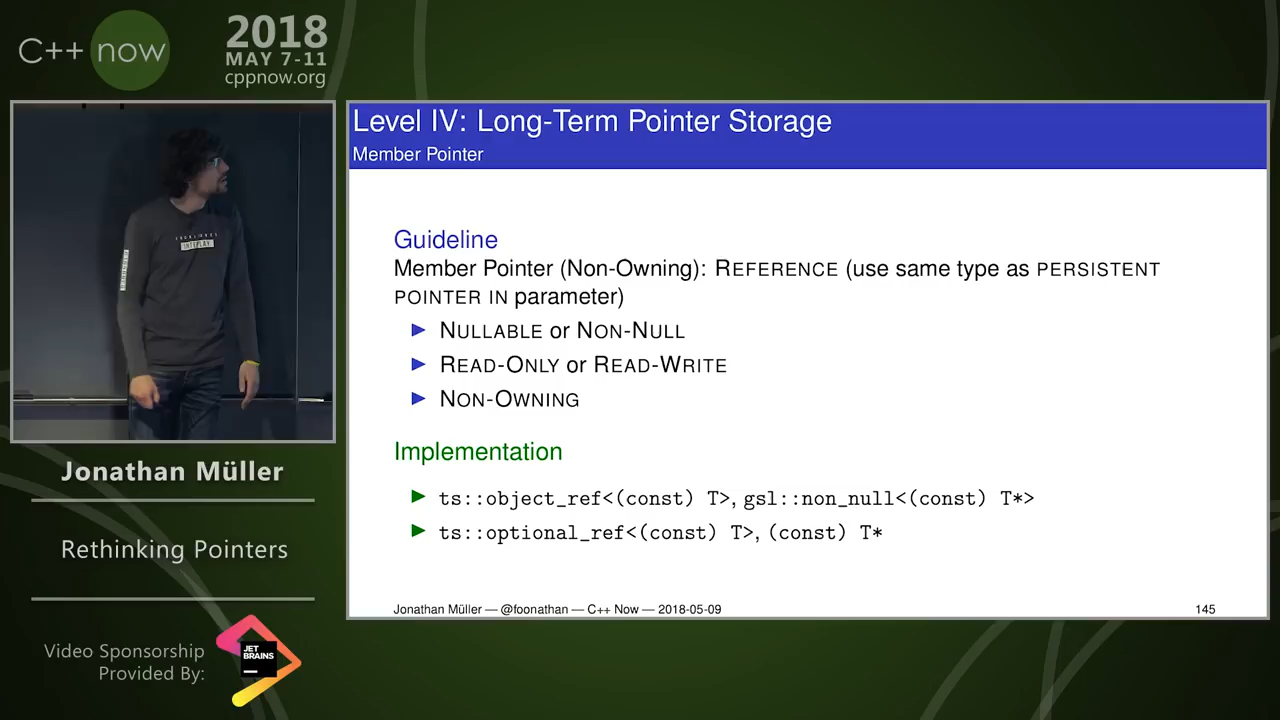 C++ now
2018
MAY 7-11
cppnow.org
INTERPLAY
Jonathan Müller
Rethinking Pointers
Video Sponsorship
Provided By:
JET
BRAINS
Level IV: Long-Term Pointer Storage
Member Pointer
Guideline
Member Pointer (Non-Owning): REFERENCE (use same type as PERSISTENT
POINTER IN parameter)
▶ NULLABLE or NON-NULL
▶ READ-ONLY or READ-WRITE
▶ NON-OWNING
Implementation
▶ ts::object_ref<(const) T>, gsl::non_null<(const) T*>
▶ ts::optional_ref<(const) T>, (const) T*
Jonathan Müller — @foonathan — C++ Now — 2018-05-09
145